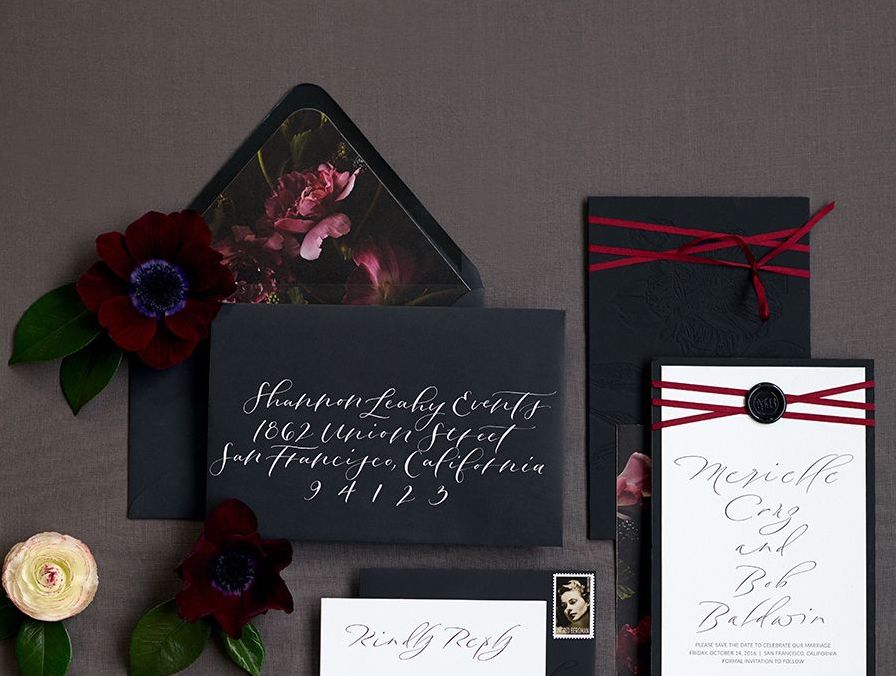 Shannon Leahy Events
1862 Union Street
San Francisco, California
94123
Kindly Reply
INGRID BERGMAN
Merielle
Cruz
and
Bob
Baldwin
PLEASE SAVE THE DATE TO CELEBRATE OUR MARRIAGE
FRIDAY, OCTOBER 14, 2016 | SAN FRANCISCO, CALIFORNIA
FORMAL INVITATION TO FOLLOW